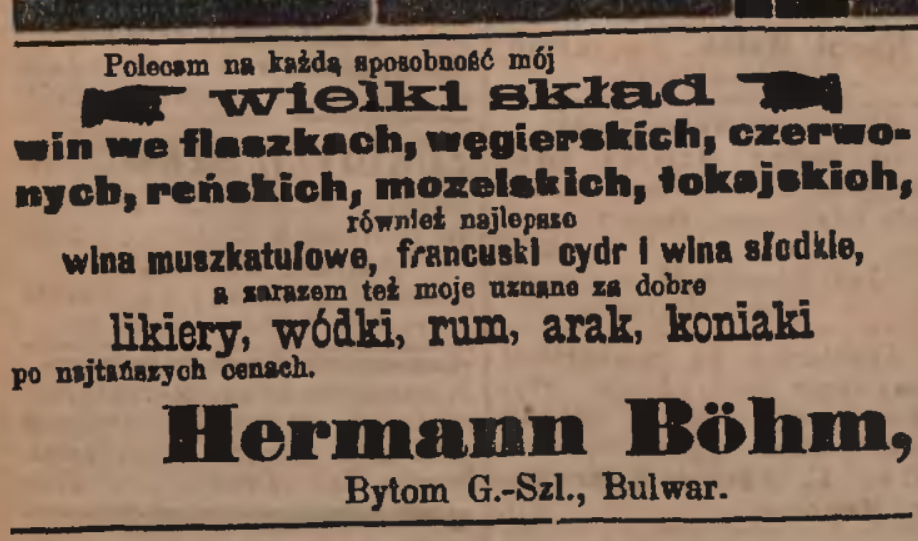 Polecam na każdą sposobność mój
wielki skład
win we flaszkach, węgierskich, czerwo-
nych, reńskich, mozelskich, tokajskich,
również najlepsze
wina muszkatułowe, francuski cydr i wina słodkie,
a zarazem też moje uznane za dobre
likiery, wódki, rum, arak, koniaki
po najtańszych cenach.
Hermann Böhm,
Bytom G.-Szl., Bulwar.